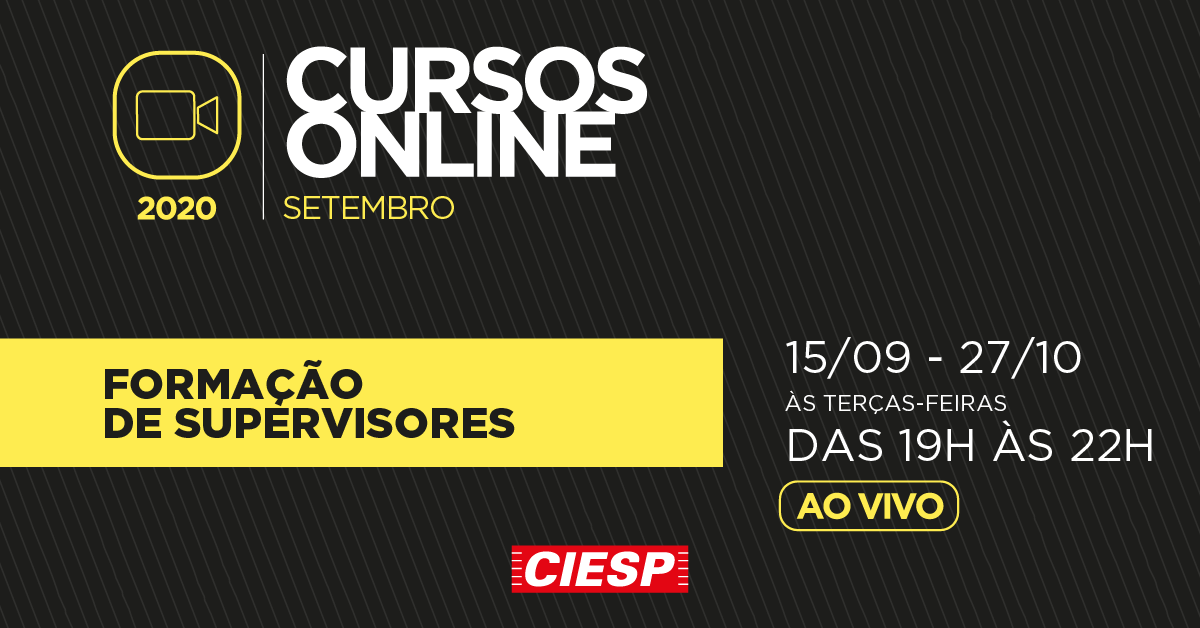 CURSOS
ONLINE
2020
SETEMBRO
FORMAÇÃO
DE SUPERVISORES
15/09 - 27/10
ÀS TERÇAS-FEIRAS
DAS 19H ÀS 22H
AO VIVO
CIESP